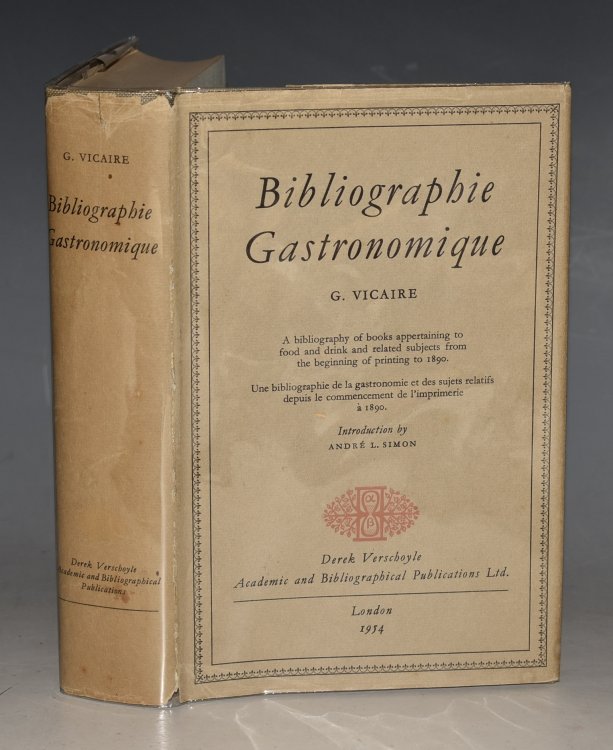 G. VICAIRE
Bibliographie
Gastronomique
Derek Verschoyle
Academic and Bibliographical
Publications
Bibliographie
Gastronomique
G. VICAIRE
A bibliography of books appertaining to
food and drink and related subjects from
the beginning of printing to 1890.
Une bibliographie de la gastronomie et des sujets relatifs
depuis le commencement de l'imprimerie
à 1890.
Introduction by
ANDRÉ L. SIMON
α
β
Derek Verschoyle
Academic and Bibliographical Publications Ltd.
London
1954